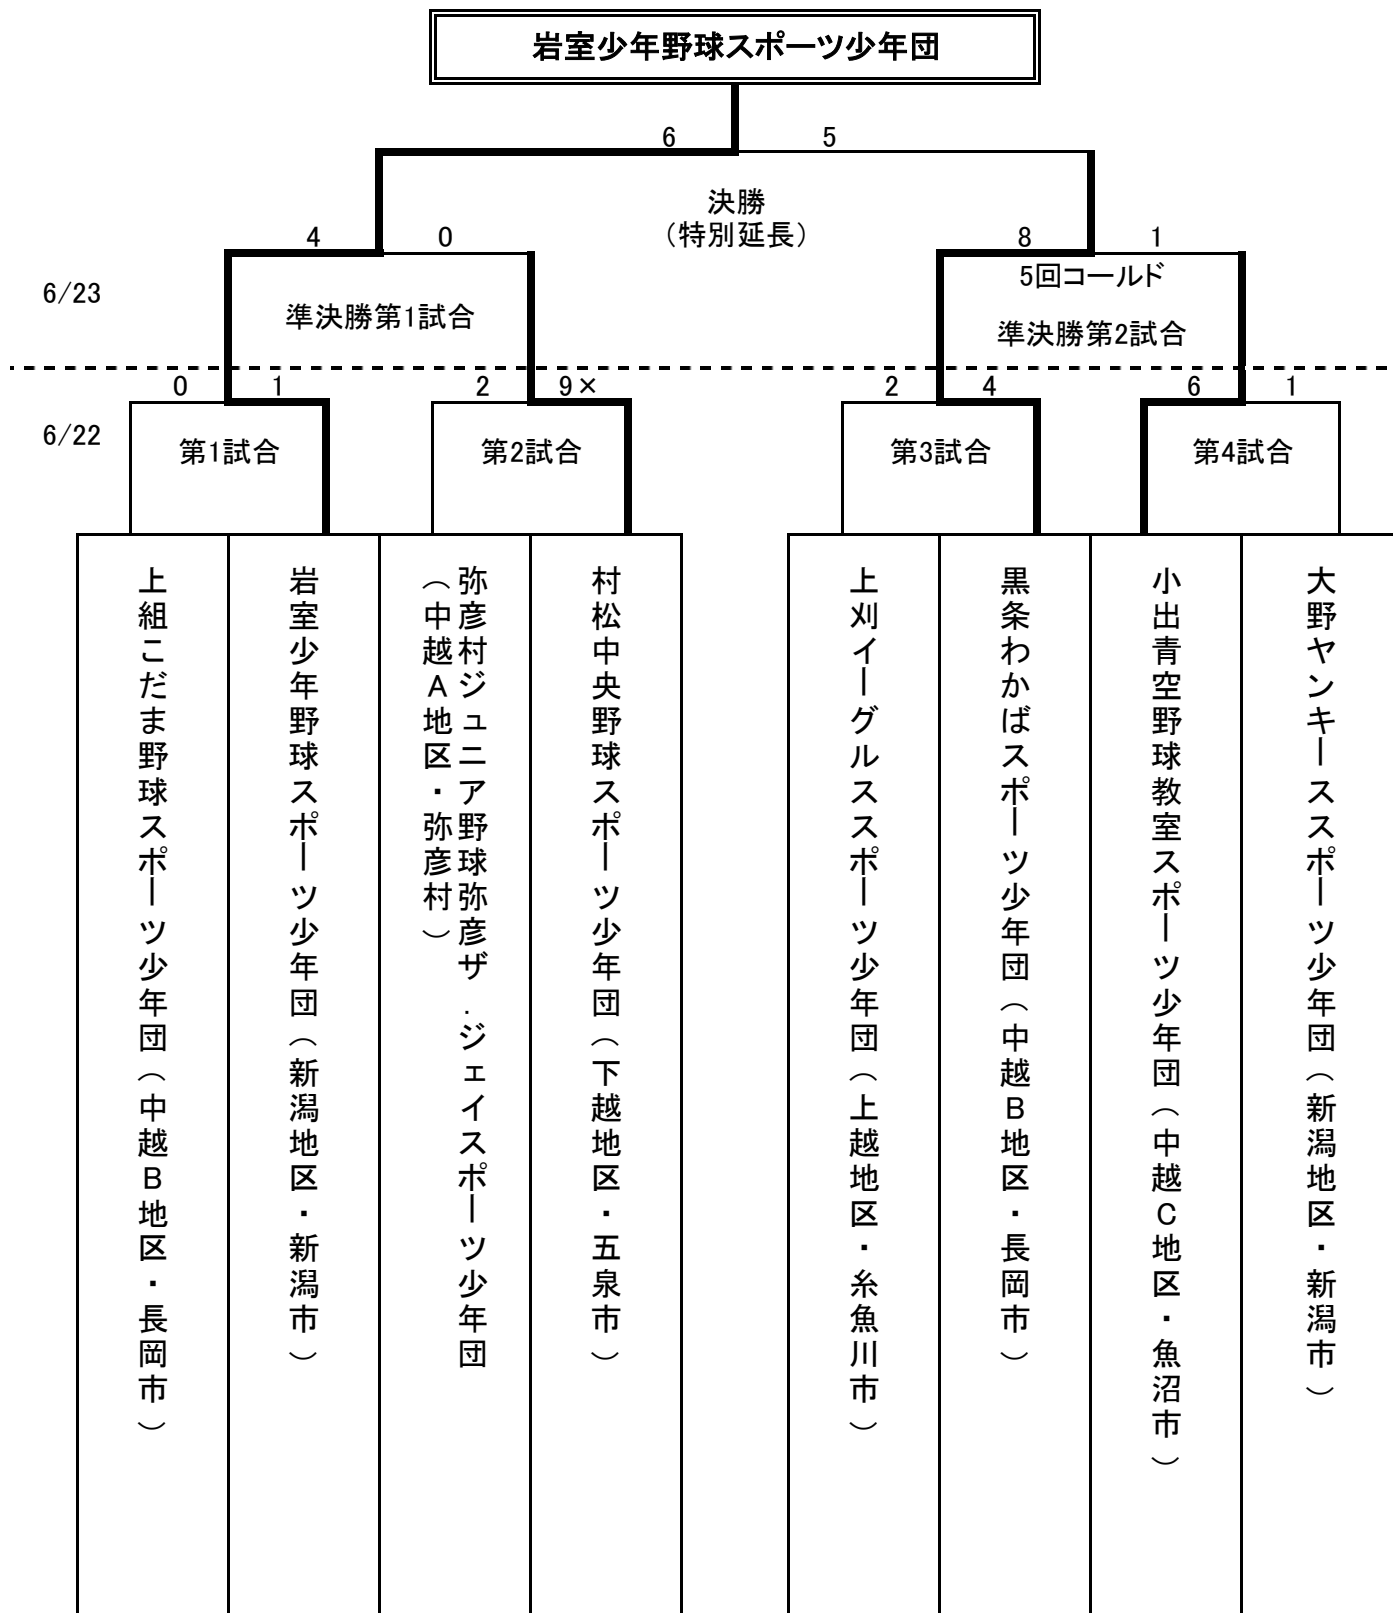 岩室少年野球スポーツ少年団
6 5
決勝
（特別延長）
4 0 8 1
5回コールド
6/23
準決勝第1試合
準決勝第2試合
0 1 2 9× 2 4 6 1
6/22
第1試合 第2試合 第3試合 第4試合
上組こだま野球スポーツ少年団（中越B地区・長岡市）
岩室少年野球スポーツ少年団（新潟地区・新潟市）
弥彦村ジュニア野球弥彦ザ．ジェイスポーツ少年団
（中越A地区・弥彦村）
村松中央野球スポーツ少年団（下越地区・五泉市）
上刈イーグルススポーツ少年団（上越地区・糸魚川市）
黒条わかばスポーツ少年団（中越B地区・長岡市）
小出青空野球教室スポーツ少年団（中越C地区・魚沼市）
大野ヤンキーススポーツ少年団（新潟地区・新潟市）